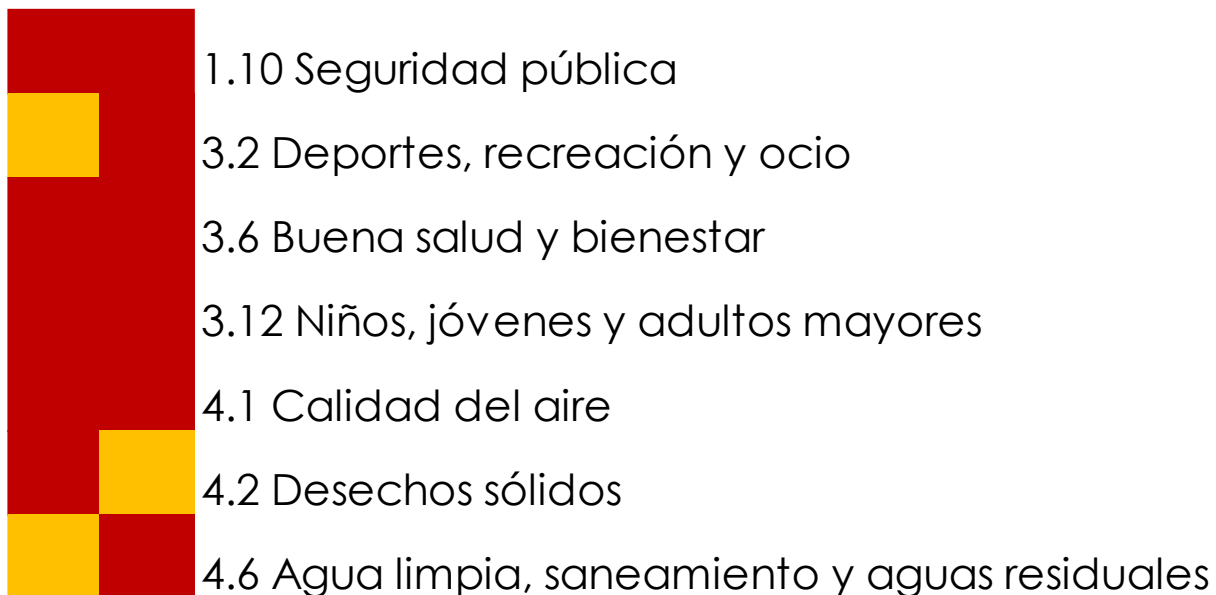 1.10 Seguridad pública
3.2 Deportes, recreación y ocio
3.6 Buena salud y bienestar
3.12 Niños, jóvenes y adultos mayores
4.1 Calidad del aire
4.2 Desechos sólidos
4.6 Agua limpia, saneamiento y aguas residuales